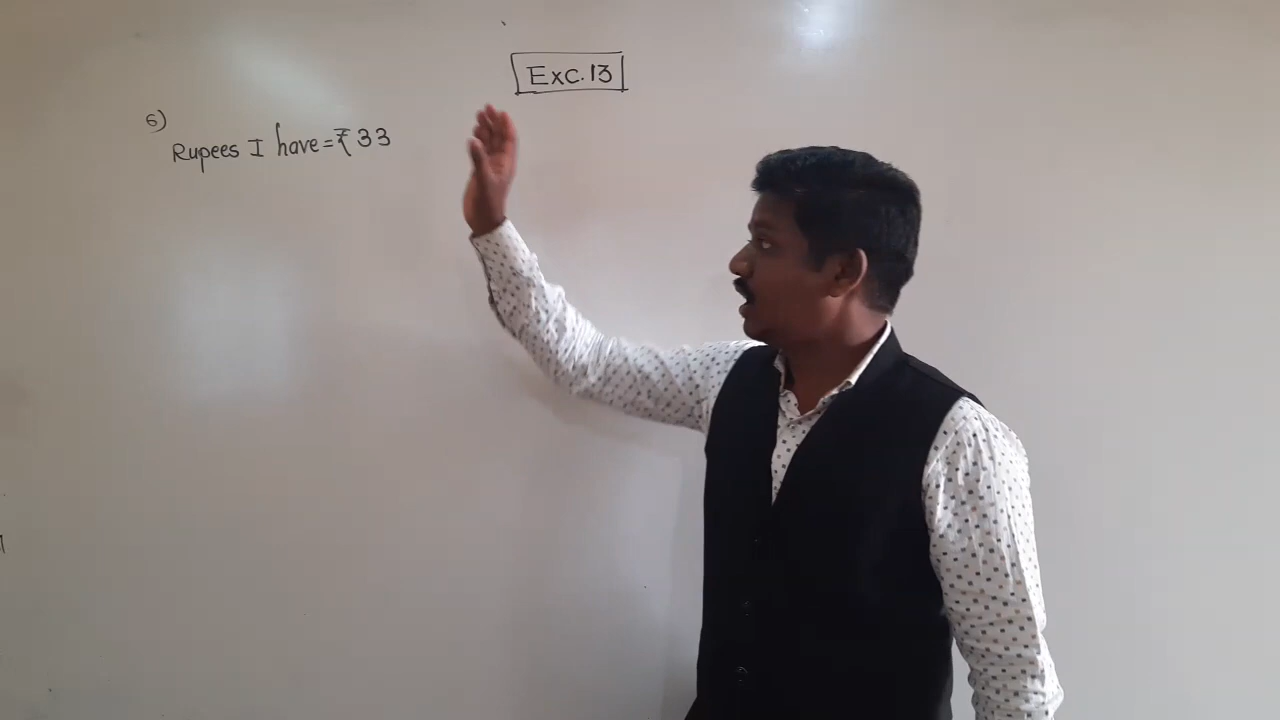 Exc. 13
6)
Rupees I have = ₹ 33